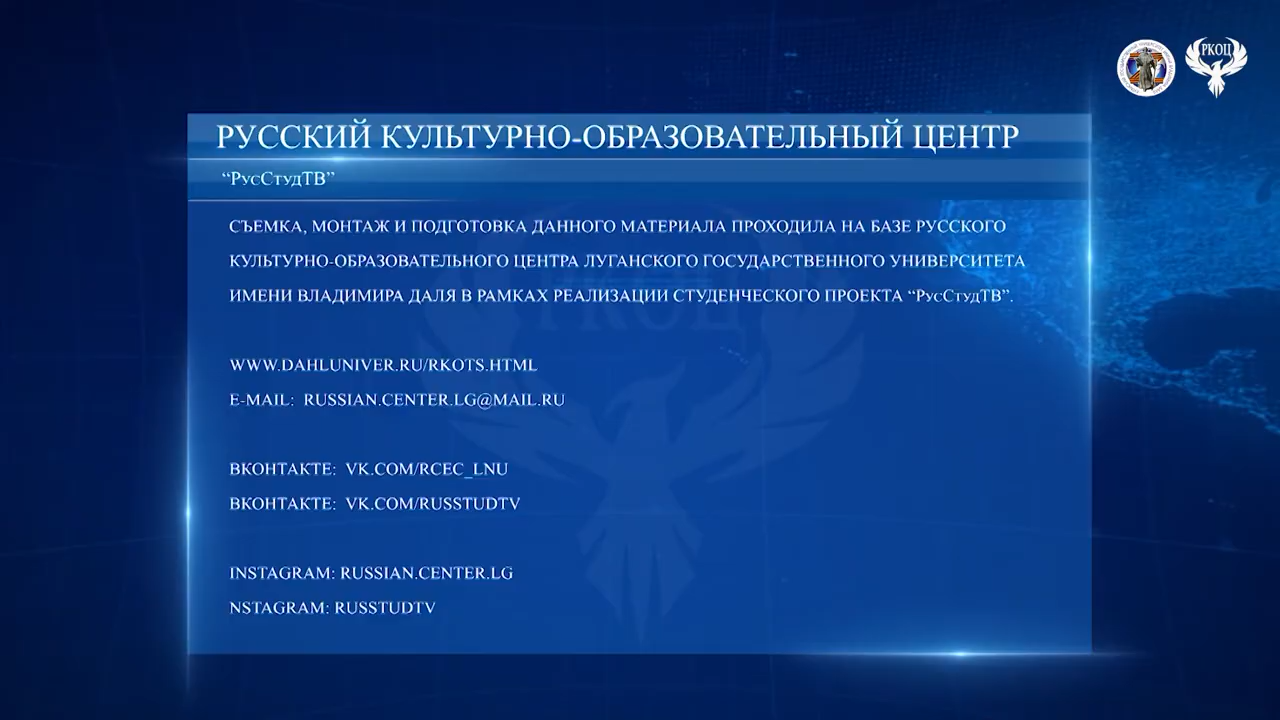 РКОЦ
РУССКИЙ КУЛЬТУРНО-ОБРАЗОВАТЕЛЬНЫЙ ЦЕНТР
“РусСтудТВ”
СЪЕМКА, МОНТАЖ И ПОДГОТОВКА ДАННОГО МАТЕРИАЛА ПРОХОДИЛА НА БАЗЕ РУССКОГО
КУЛЬТУРНО-ОБРАЗОВАТЕЛЬНОГО ЦЕНТРА ЛУГАНСКОГО ГОСУДАРСТВЕННОГО УНИВЕРСИТЕТА
ИМЕНИ ВЛАДИМИРА ДАЛЯ В РАМКАХ РЕАЛИЗАЦИИ СТУДЕНЧЕСКОГО ПРОЕКТА “РусСтудТВ”.
РКОЦ
WWW.DAHLUNIVER.RU/RKOTS.HTML
E-MAIL: RUSSIAN.CENTER.LG@MAIL.RU
ВКОНТАКТЕ: VK.COM/RCEC_LNU
ВКОНТАКТЕ: VK.COM/RUSSTUDTV
INSTAGRAM: RUSSIAN.CENTER.LG
NSTAGRAM: RUSSTUDTV